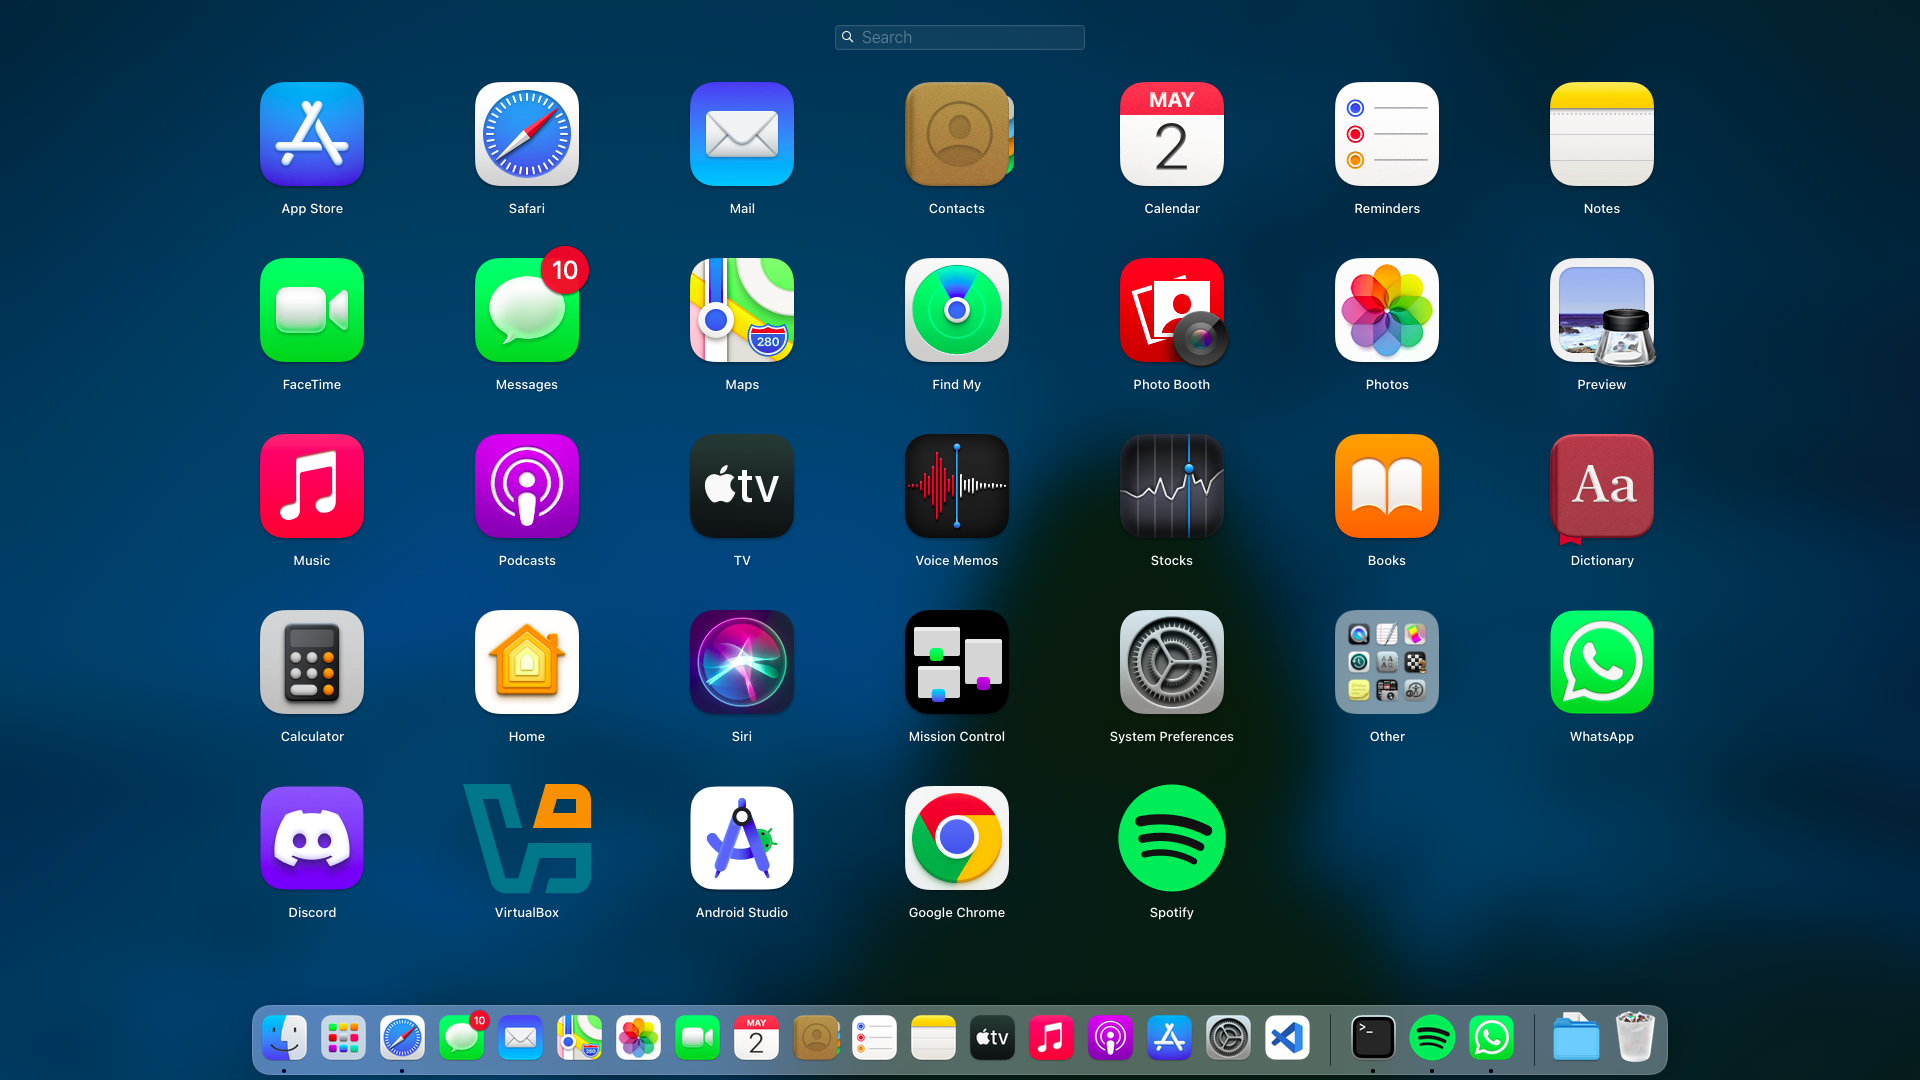 Search
MAY
2
App Store
Safari
Mail
Contacts
Calendar
Reminders
Notes
10
280
FaceTime
Messages
Maps
Find My
Photo Booth
Photos
Preview
tv
Aa
Music
Podcasts
TV
Voice Memos
Stocks
Books
Dictionary
Calculator
Home
Siri
Mission Control
System Preferences
Other
WhatsApp
Discord
VirtualBox
Android Studio
Google Chrome
Spotify
10
280
MAY
2
tv
>_